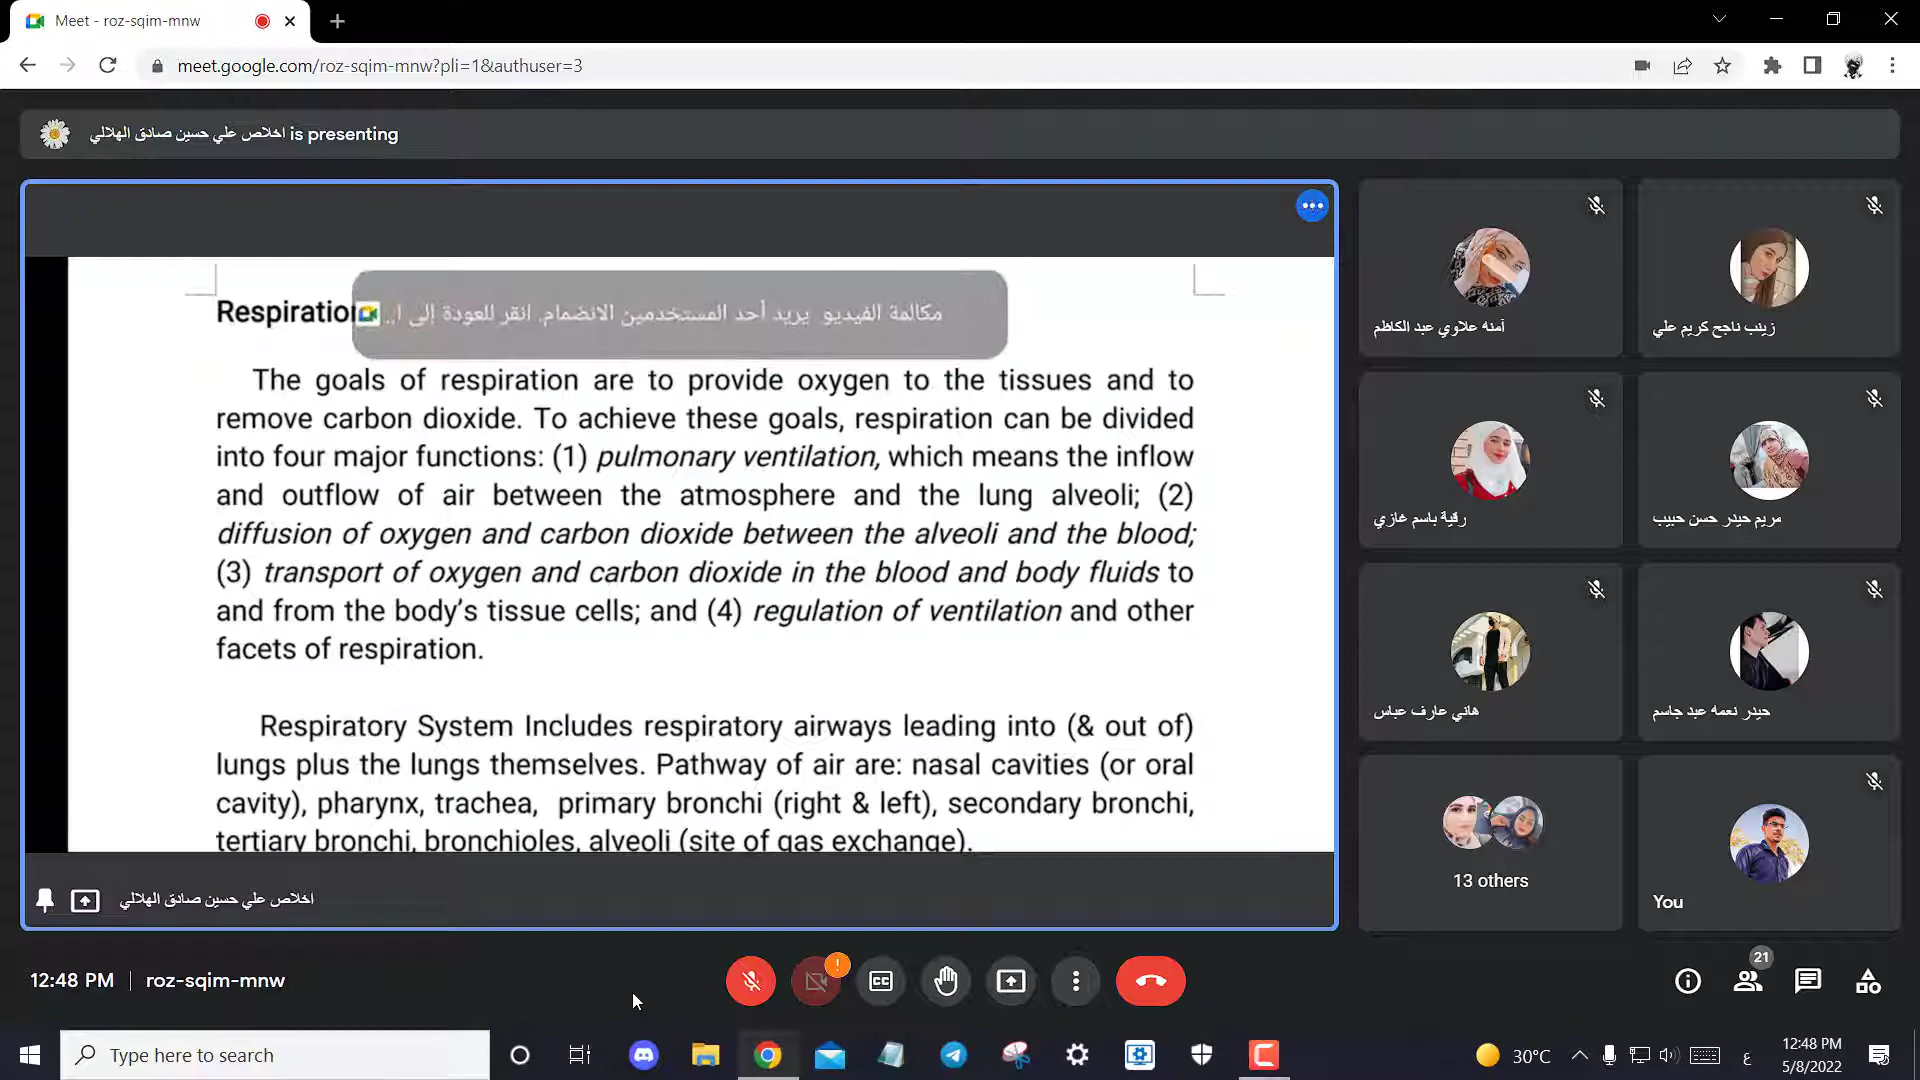 Meet - roz-sqim-mnw
meet.google.com/roz-sqim-mnw?pli=1&authuser=3
اخلاص علي حسين صادق الهلالي is presenting
Respiration
مكالمة الفيديو يريد أحد المستخدمين الانضمام. انقر للعودة إلى ا..
The goals of respiration are to provide oxygen to the tissues and to
remove carbon dioxide. To achieve these goals, respiration can be divided
into four major functions: (1) pulmonary ventilation, which means the inflow
and outflow of air between the atmosphere and the lung alveoli; (2)
diffusion of oxygen and carbon dioxide between the alveoli and the blood;
(3) transport of oxygen and carbon dioxide in the blood and body fluids to
and from the body’s tissue cells; and (4) regulation of ventilation and other
facets of respiration.
Respiratory System Includes respiratory airways leading into (& out of)
lungs plus the lungs themselves. Pathway of air are: nasal cavities (or oral
cavity), pharynx, trachea, primary bronchi (right & left), secondary bronchi,
tertiary bronchi, bronchioles, alveoli (site of gas exchange).
اخلاص علي حسين صادق الهلالي
آمنه علاوي عبد الكاظم
زينب ناجح كريم علي
رقية باسم غازي
مريم حيدر حسن حبيب
هاني عارف عباس
حيدر نعمه عبد جاسم
13 others
You
12:48 PM
roz-sqim-mnw
!
CC
21
Type here to search
30°C
ع
12:48 PM
5/8/2022